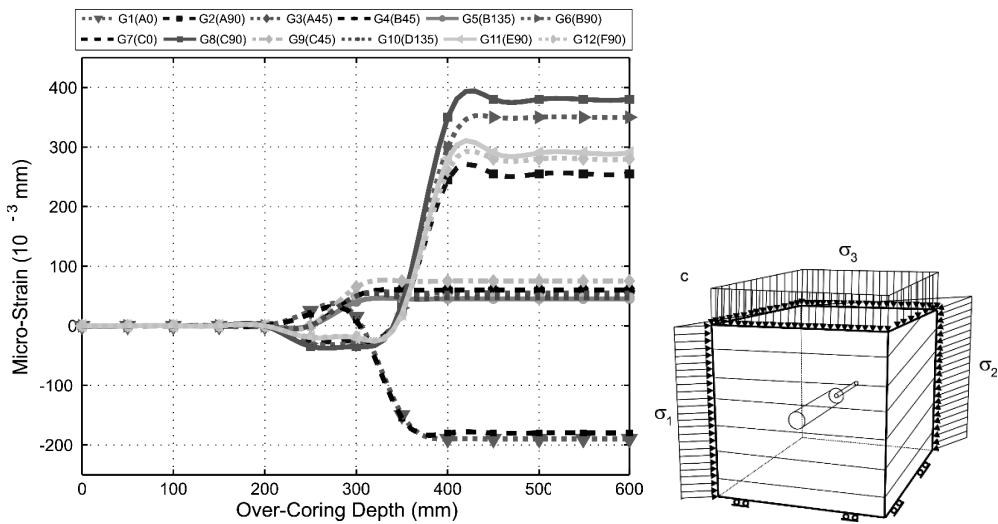 G1(A0) G2(A90) G3(A45) G4(B45) G5(B135) G6(B90)
G7(C0) G8(C90) G9(C45) G10(D135) G11(E90) G12(F90)
Micro-Strain (10⁻³ mm)
400
300
200
100
0
-100
-200
0 100 200 300 400 500 600
Over-Coring Depth (mm)
c
σ3
σ1
σ2